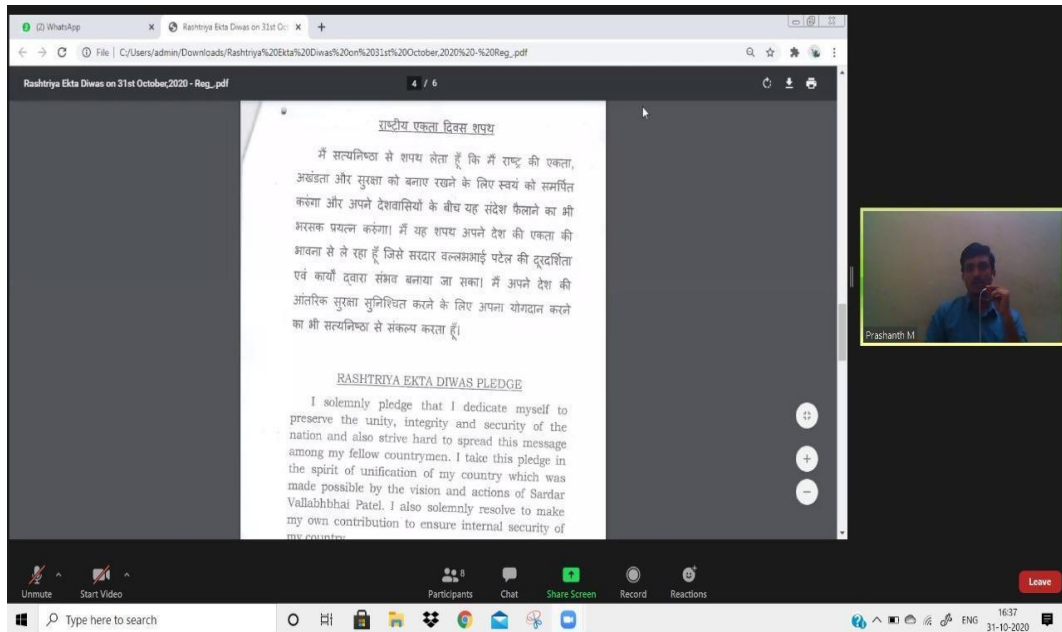 (2) WhatsApp
Rashtriya Ekta Diwas on 31st Oct
File | C:/Users/admin/Downloads/Rashtriya%20Ekta%20Diwas%20on%2031st%20October,2020%20-%20Reg_.pdf
Rashtriya Ekta Diwas on 31st October,2020 - Reg_.pdf
4 / 6
राष्ट्रीय एकता दिवस शपथ
मैं सत्यनिष्ठा से शपथ लेता हूँ कि मैं राष्ट्र की एकता,
अखंडता और सुरक्षा को बनाए रखने के लिए स्वयं को समर्पित
करुंगा और अपने देशवासियों के बीच यह संदेश फैलाने का भी
भरसक प्रयत्न करुंगा। मैं यह शपथ अपने देश की एकता की
भावना से ले रहा हूँ जिसे सरदार वल्लभभाई पटेल की दूरदर्शिता
एवं कार्यों द्वारा संभव बनाया जा सका। मैं अपने देश की
आंतरिक सुरक्षा सुनिश्चित करने के लिए अपना योगदान करने
का भी सत्यनिष्ठा से संकल्प करता हूँ।
RASHTRIYA EKTA DIWAS PLEDGE
I solemnly pledge that I dedicate myself to
preserve the unity, integrity and security of the
nation and also strive hard to spread this message
among my fellow countrymen. I take this pledge in
the spirit of unification of my country which was
made possible by the vision and actions of Sardar
Vallabhbhai Patel. I also solemnly resolve to make
my own contribution to ensure internal security of
my country
Prashanth M
Unmute
Start Video
8
Participants
Chat
Share Screen
Record
Reactions
Leave
Type here to search
ENG
16:37
31-10-2020